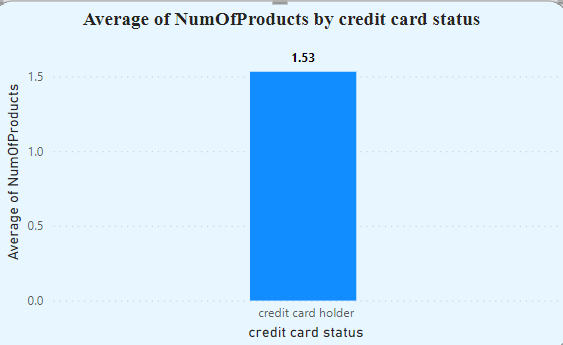 Average of NumOfProducts by credit card status
1.53
Average of NumOfProducts
1.5
1.0
0.5
0.0
credit card holder
credit card status